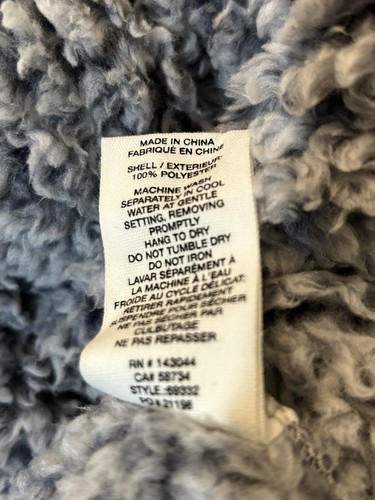 MADE IN CHINA
FABRIQUÉ EN CHINE
SHELL / EXTERIEUR:
100% POLYESTER
MACHINE WASH
SEPARATELY IN COOL
WATER AT GENTLE
SETTING, REMOVING
PROMPTLY
HANG TO DRY
DO NOT TUMBLE DRY
DO NOT IRON
LAVAR SÉPARÉMENT À
LA MACHINE À L'EAU
FROIDE AU CYCLE DÉLICAT:
RETIRER RAPIDEMENT
SUSPENDRE POUR SÉCHER
NE PAS SÉCHER PAR
CULBUTAGE
NE PAS REPASSER
RN # 143044
CA# 58734
STYLE :69332
PO # 21196